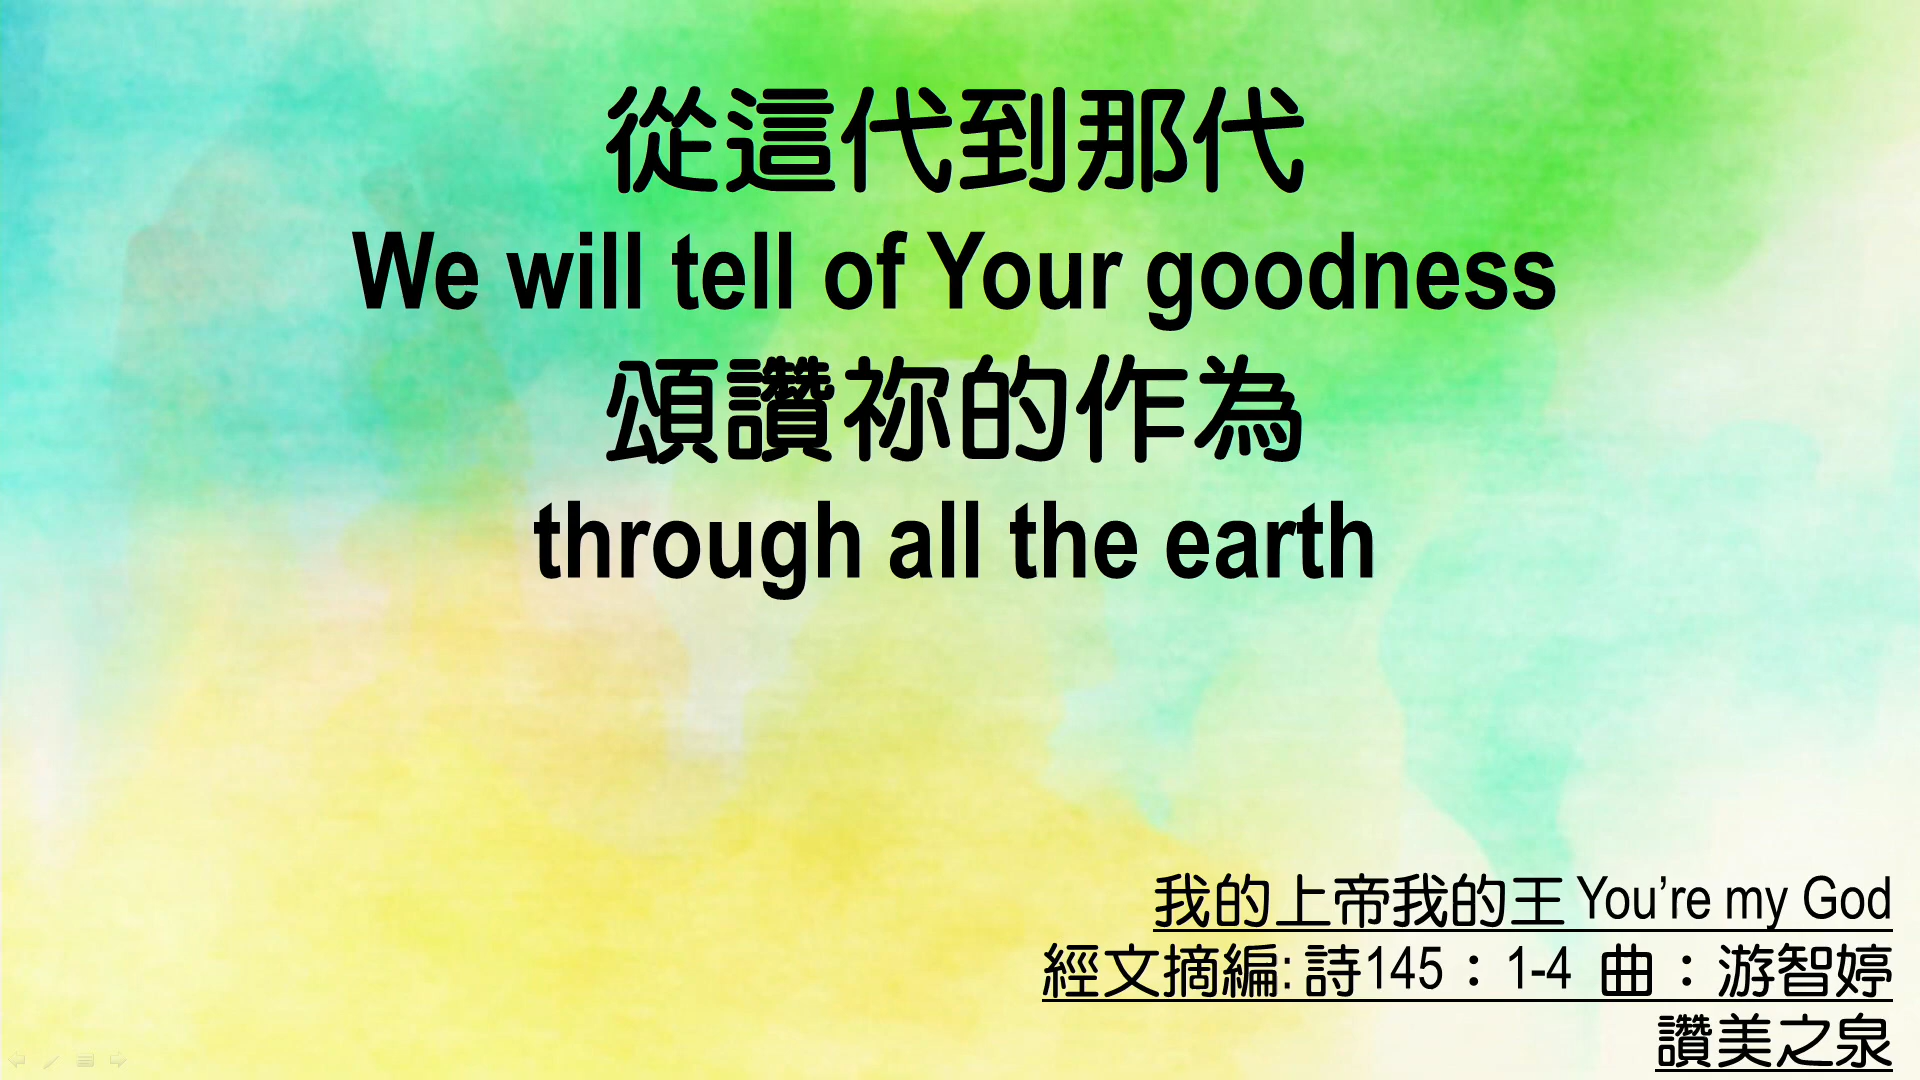 從這代到那代
We will tell of Your goodness
頌讚祢的作為
through all the earth
我的上帝我的王 You’re my God
經文摘編: 詩145：1-4 曲：游智婷
讚美之泉